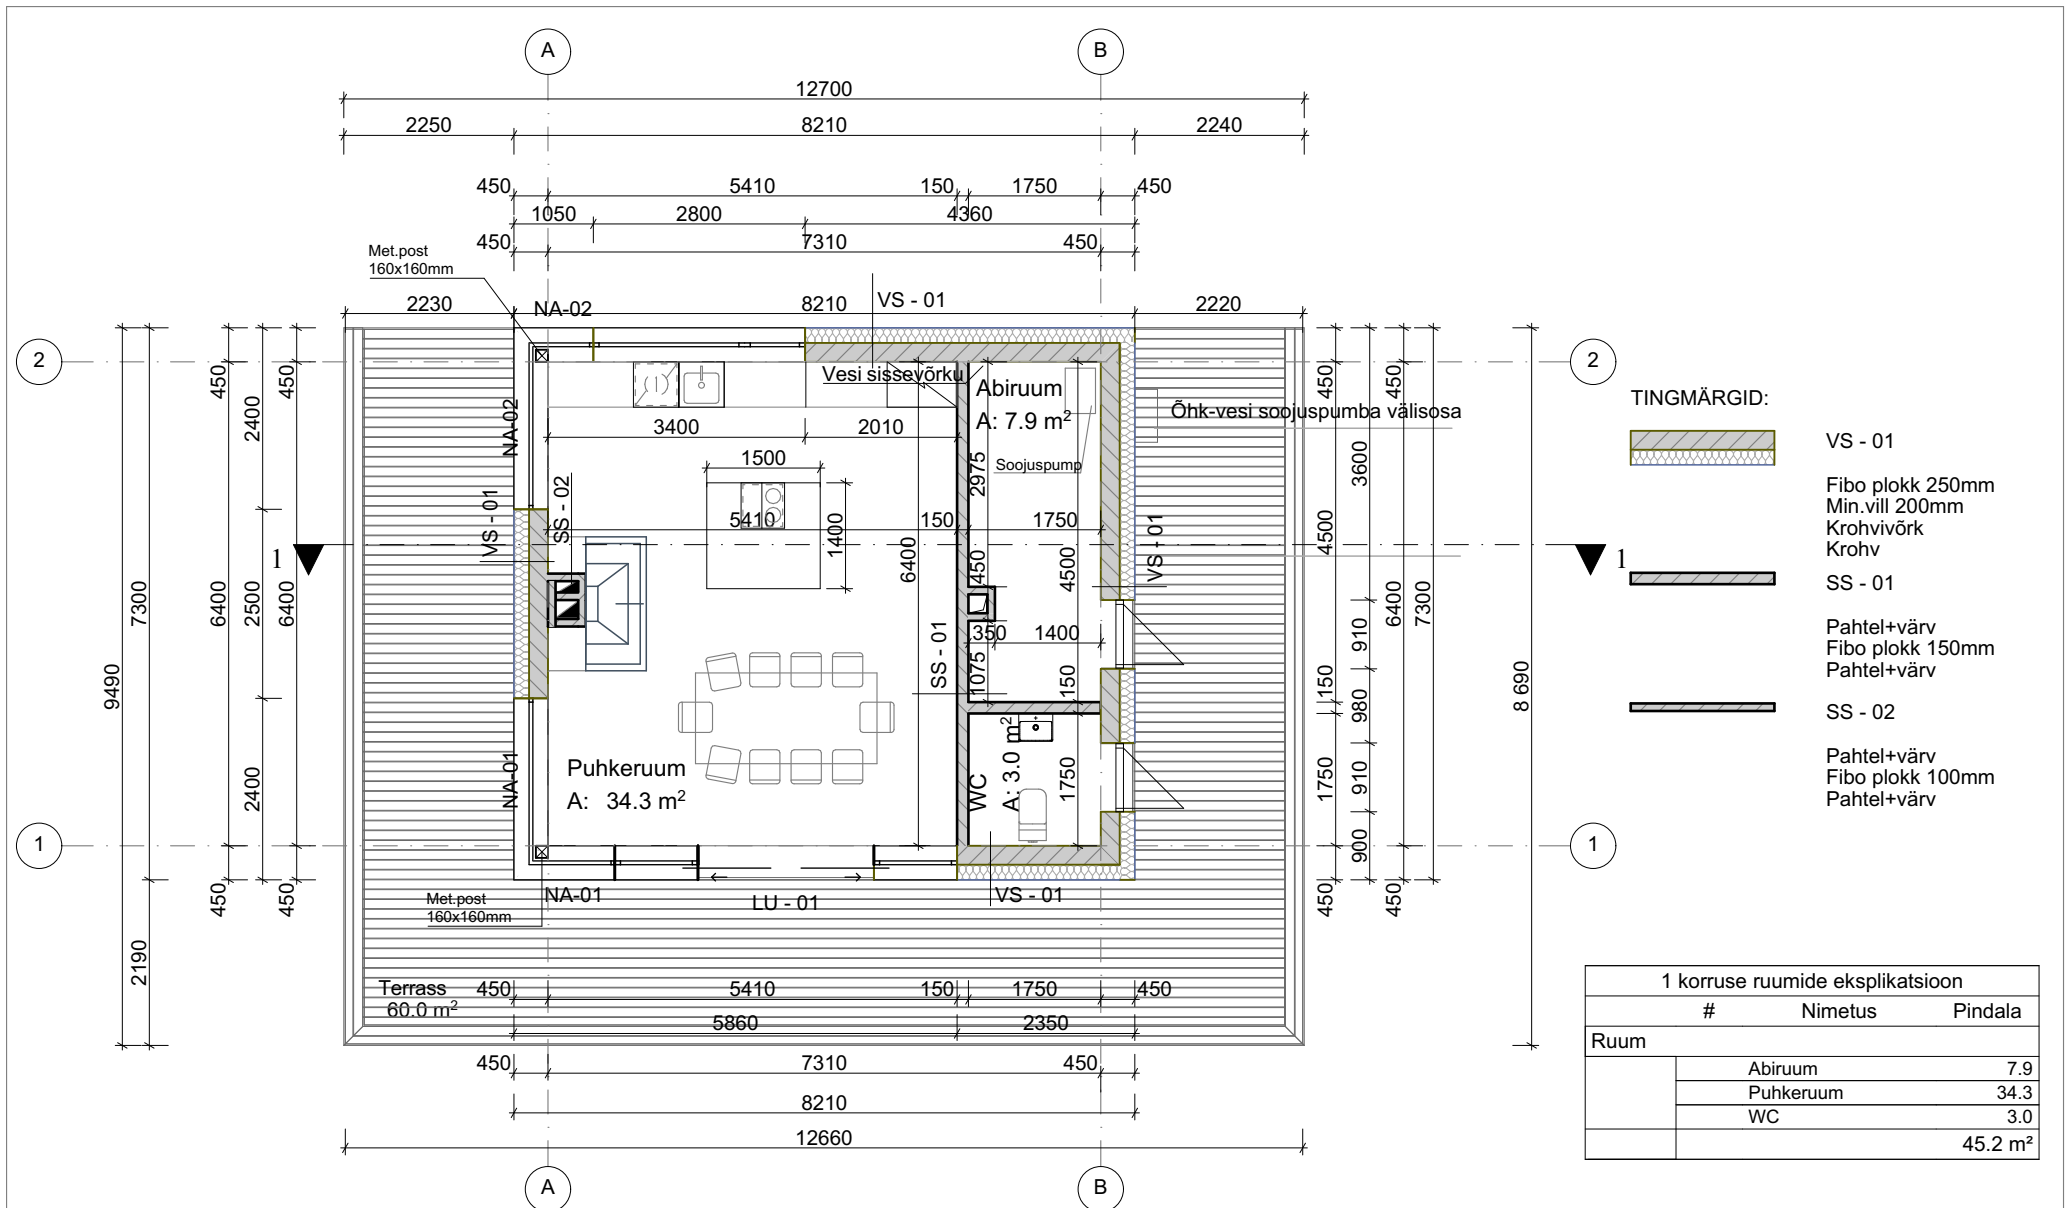 A
B
12700
2250
8210
2240
450
5410
150
1750
450
1050
2800
4360
450
7310
450
Met.post
160x160mm
2230
NA-02
8210
VS - 01
2220
2
2
450
450
450
450
2400
NA-02
Vesi sissevõrku
Abiruum
A: 7.9 m²
Õhk-vesi soojuspumba välisosa
3400
2010
1500
2975
Soojuspump
3600
VS - 01
SS - 02
5410
150
1750
1400
VS - 01
4500
1
1
6400
450
4500
9490
7300
6400
2500
6400
350
1400
910
6400
7300
SS - 01
1075
150
150
980
8 690
Puhkeruum
A: 34.3 m²
NA-01
2400
WC
A: 3.0 m²
1750
1750
910
1
1
900
450
450
450
450
Met.post
160x160mm
NA-01
LU - 01
VS - 01
2190
Terrass
60.0 m²
450
5410
150
1750
450
5860
2350
450
7310
450
8210
12660
A
B
TINGMÄRGID:
VS - 01
Fibo plokk 250mm
Min.vill 200mm
Krohvivõrk
Krohv
SS - 01
Pahtel+värv
Fibo plokk 150mm
Pahtel+värv
SS - 02
Pahtel+värv
Fibo plokk 100mm
Pahtel+värv
1 korruse ruumide eksplikatsioon
# Nimetus Pindala
Ruum
Abiruum 7.9
Puhkeruum 34.3
WC 3.0
45.2 m²